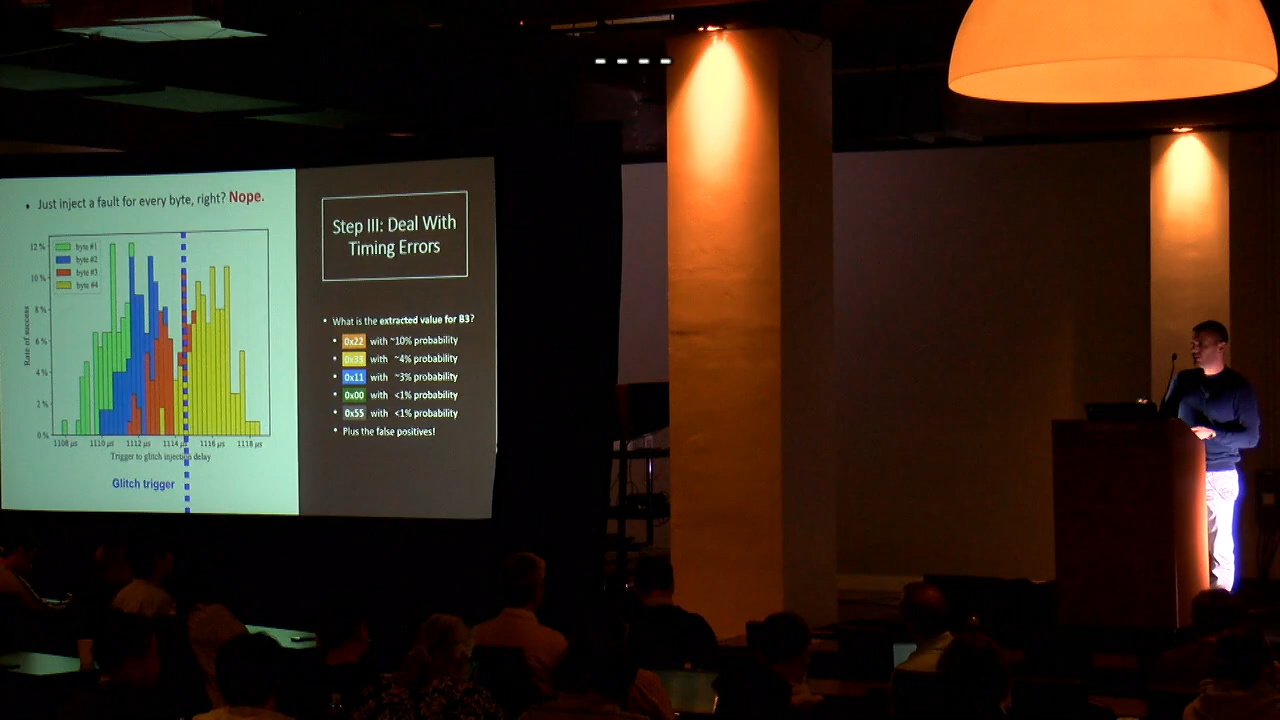 • Just inject a fault for every byte, right? Nope.
12 %
10 %
8 %
6 %
4 %
2 %
0 %
Rate of success
byte #1
byte #2
byte #3
byte #4
1108 μs 1110 μs 1112 μs 1114 μs 1116 μs 1118 μs
Trigger to glitch injection delay
Glitch trigger
Step III: Deal With
Timing Errors
• What is the extracted value for B3?
• 0x22 with ~10% probability
• 0x33 with ~4% probability
• 0x11 with ~3% probability
• 0x00 with <1% probability
• 0x55 with <1% probability
• Plus the false positives!